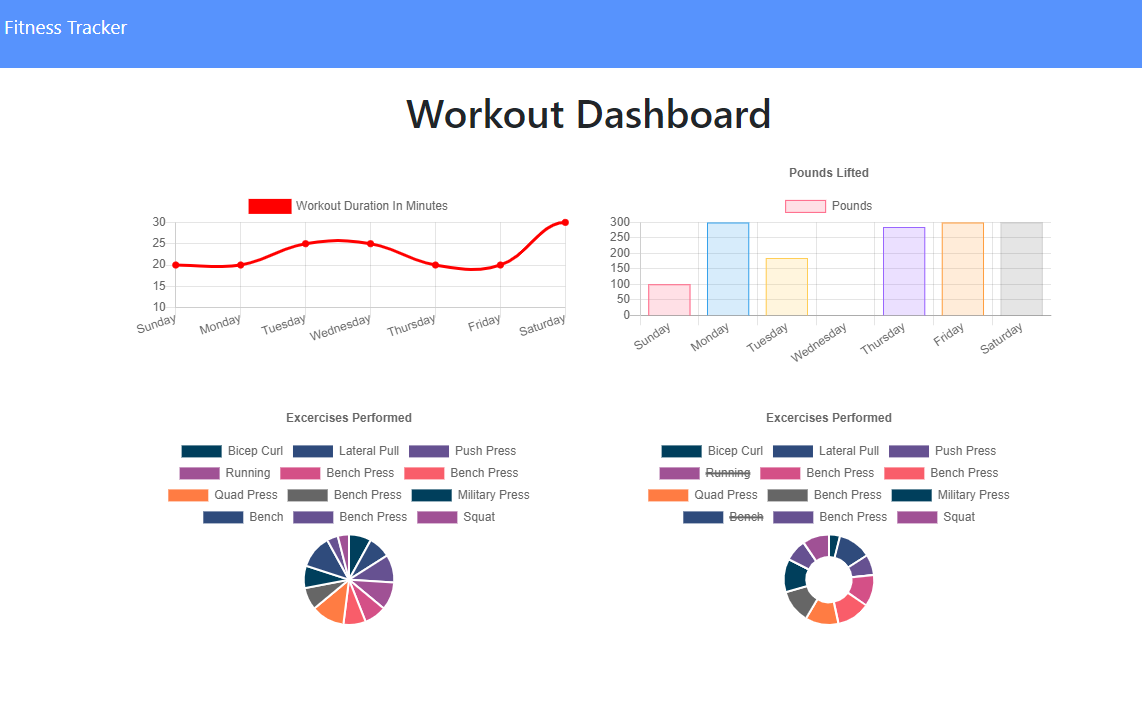 Fitness Tracker
Workout Dashboard
Workout Duration In Minutes
30
25
20
15
10
Sunday Monday Tuesday Wednesday Thursday Friday Saturday
Pounds Lifted
Pounds
300
250
200
150
100
50
0
Sunday Monday Tuesday Wednesday Thursday Friday Saturday
Excercises Performed
Bicep Curl Lateral Pull Push Press
Running Bench Press Bench Press
Quad Press Bench Press Military Press
Bench Bench Press Squat
Excercises Performed
Bicep Curl Lateral Pull Push Press
Running Bench Press Bench Press
Quad Press Bench Press Military Press
Bench Bench Press Squat